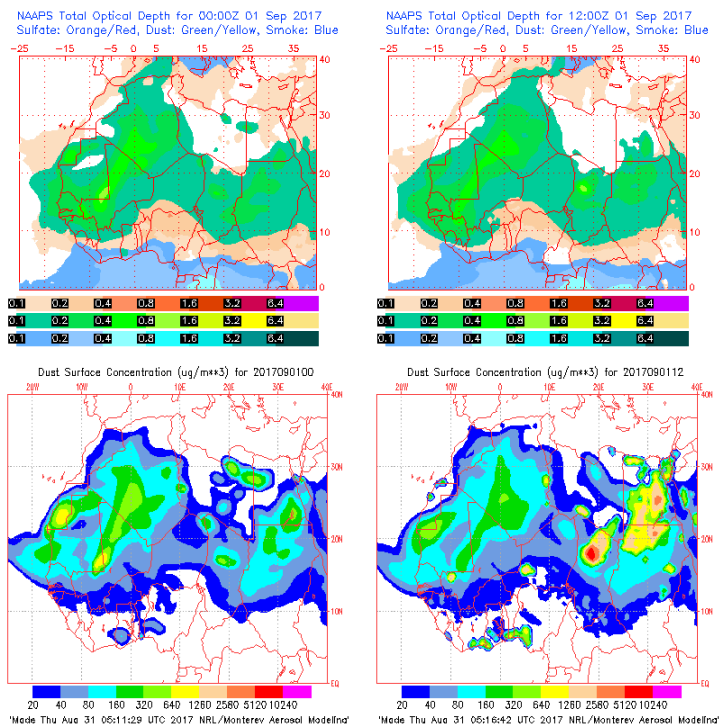 NAAPS Total Optical Depth for 00:00Z 01 Sep 2017
Sulfate: Orange/Red, Dust: Green/Yellow, Smoke: Blue
-25 -15 -5 0 5 15 25 35
40
30
20
10
0
0.1 0.2 0.4 0.8 1.6 3.2 6.4
0.1 0.2 0.4 0.8 1.6 3.2 6.4
0.1 0.2 0.4 0.8 1.6 3.2 6.4
NAAPS Total Optical Depth for 12:00Z 01 Sep 2017
Sulfate: Orange/Red, Dust: Green/Yellow, Smoke: Blue
-25 -15 -5 0 5 15 25 35
40
30
20
10
0
0.1 0.2 0.4 0.8 1.6 3.2 6.4
0.1 0.2 0.4 0.8 1.6 3.2 6.4
0.1 0.2 0.4 0.8 1.6 3.2 6.4
Dust Surface Concentration (ug/m**3) for 2017090100
20W 10W 0 10E 20E 30E 40E
40N
30N
20N
10N
EQ
20 40 80 160 320 640 1280 2580 5120 10240
'Made Thu Aug 31 05:11:29 UTC 2017 NRL/Monterey Aerosol Modeling'
Dust Surface Concentration (ug/m**3) for 2017090112
20W 10W 0 10E 20E 30E 40E
40N
30N
20N
10N
EQ
20 40 80 160 320 640 1280 2580 5120 10240
'Made Thu Aug 31 05:16:42 UTC 2017 NRL/Monterey Aerosol Modeling'